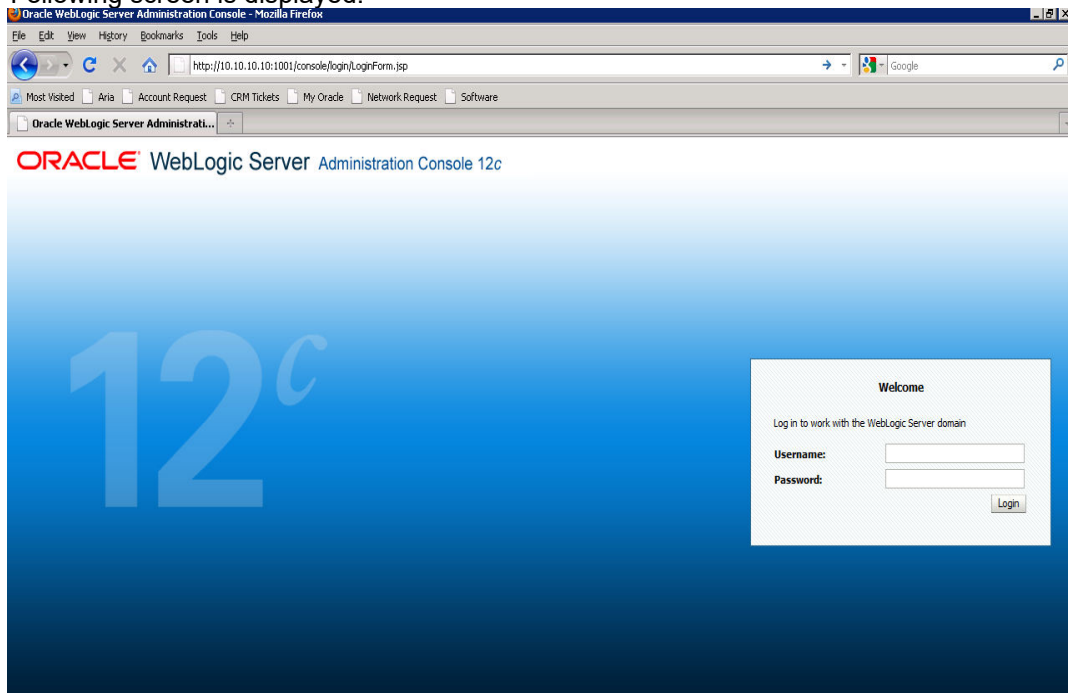 Following screen is displayed.
Oracle WebLogic Server Administration Console - Mozilla Firefox
File Edit View History Bookmarks Tools Help
http://10.10.10.10:1001/console/login/LoginForm.jsp Google
Most Visited Aria Account Request CRM Tickets My Oracle Network Request Software
Oracle WebLogic Server Administrati...
ORACLE WebLogic Server Administration Console 12c
12c
Welcome
Log in to work with the WebLogic Server domain
Username:
Password:
Login